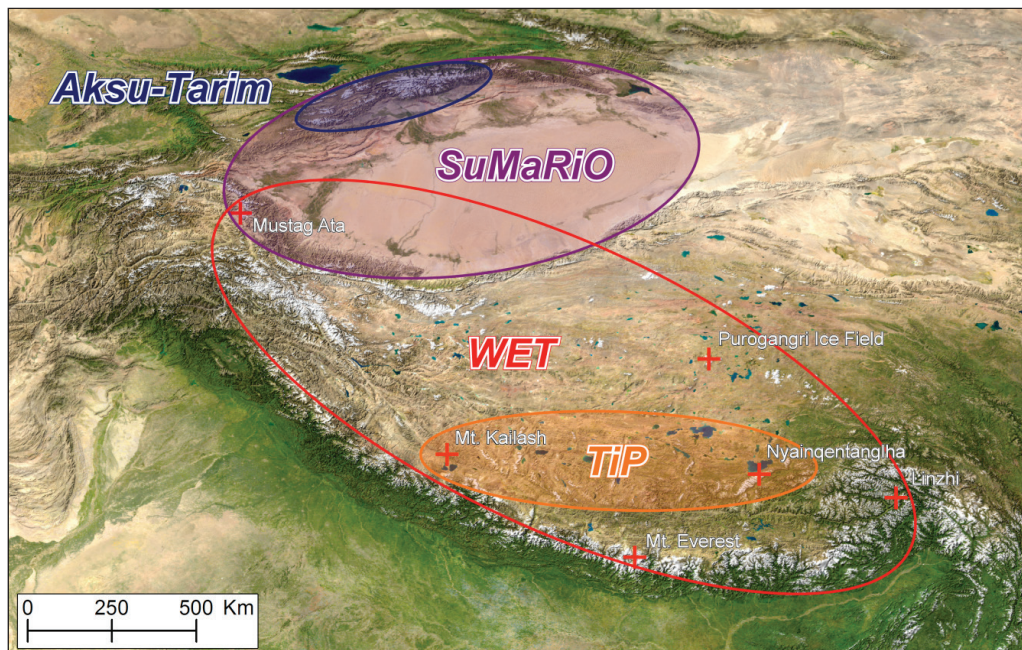 Aksu-Tarim
SuMaRiO
Mustag Ata
WET
Purogangri Ice Field
Mt. Kailash
TiP
Nyainqentanglha
Linzhi
Mt. Everest
0 250 500 Km